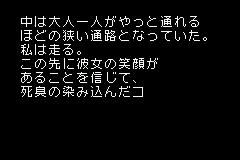 中は大人一人がやっと通れる
ほどの狭い通路となっていた。
私は走る。
この先に彼女の笑顔が
あることを信じて、
死臭の染み込んだコ